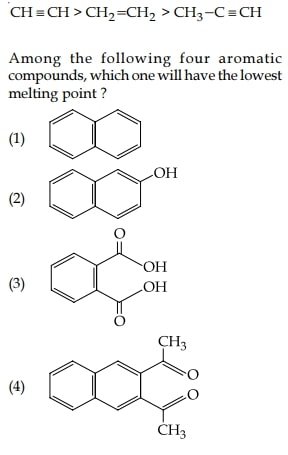 CH≡CH > CH₂=CH₂ > CH₃–C≡CH
Among the following four aromatic
compounds, which one will have the lowest
melting point ?
(1)
OH
(2)
O
OH
(3)
OH
O
CH₃
O
(4)
O
CH₃